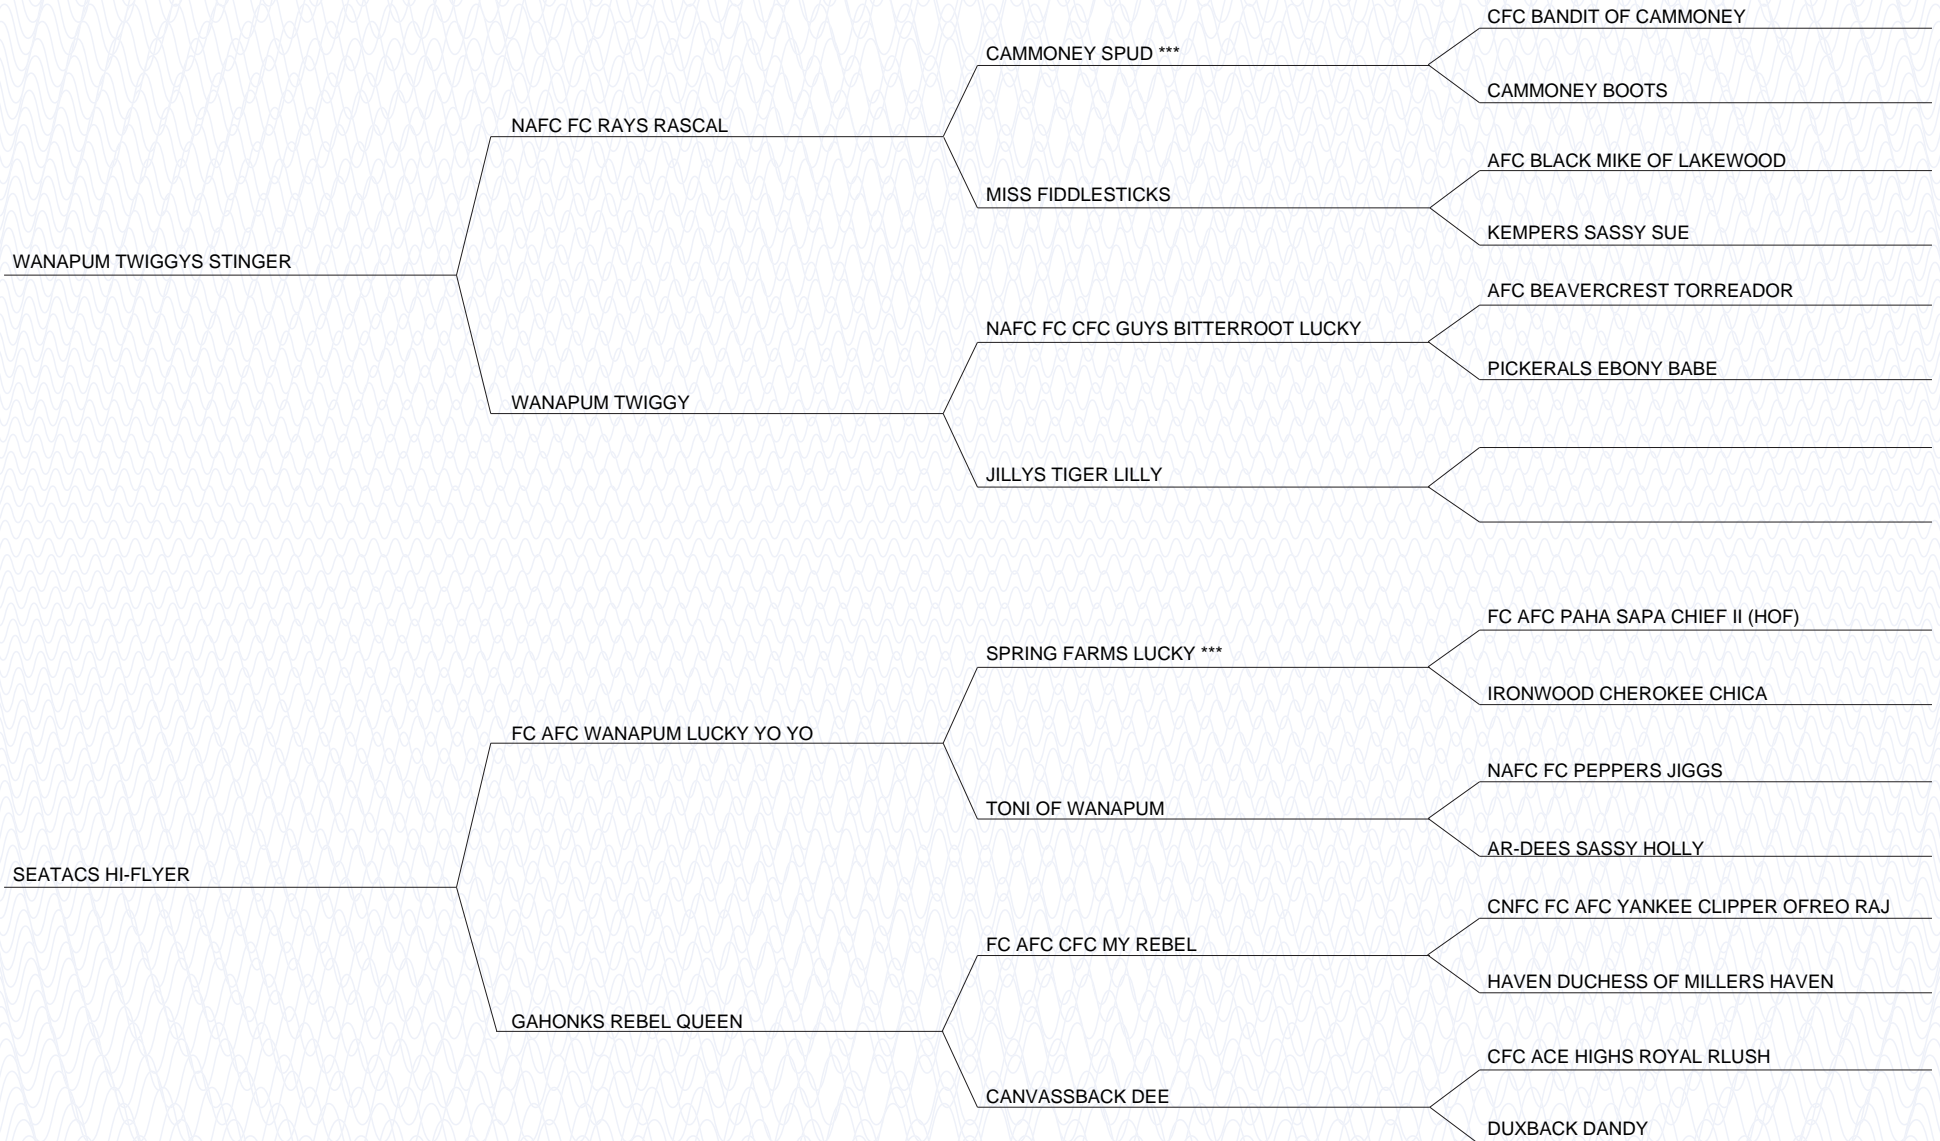 CFC BANDIT OF CAMMONEY
CAMMONEY SPUD ***
CAMMONEY BOOTS
NAFC FC RAYS RASCAL
AFC BLACK MIKE OF LAKEWOOD
MISS FIDDLESTICKS
KEMPERS SASSY SUE
WANAPUM TWIGGYS STINGER
AFC BEAVERCREST TORREADOR
NAFC FC CFC GUYS BITTERROOT LUCKY
PICKERALS EBONY BABE
WANAPUM TWIGGY
JILLYS TIGER LILLY
FC AFC PAHA SAPA CHIEF II (HOF)
SPRING FARMS LUCKY ***
IRONWOOD CHEROKEE CHICA
FC AFC WANAPUM LUCKY YO YO
NAFC FC PEPPERS JIGGS
TONI OF WANAPUM
AR-DEES SASSY HOLLY
SEATACS HI-FLYER
CNFC FC AFC YANKEE CLIPPER OFREO RAJ
FC AFC CFC MY REBEL
HAVEN DUCHESS OF MILLERS HAVEN
GAHONKS REBEL QUEEN
CFC ACE HIGHS ROYAL RLUSH
CANVASSBACK DEE
DUXBACK DANDY